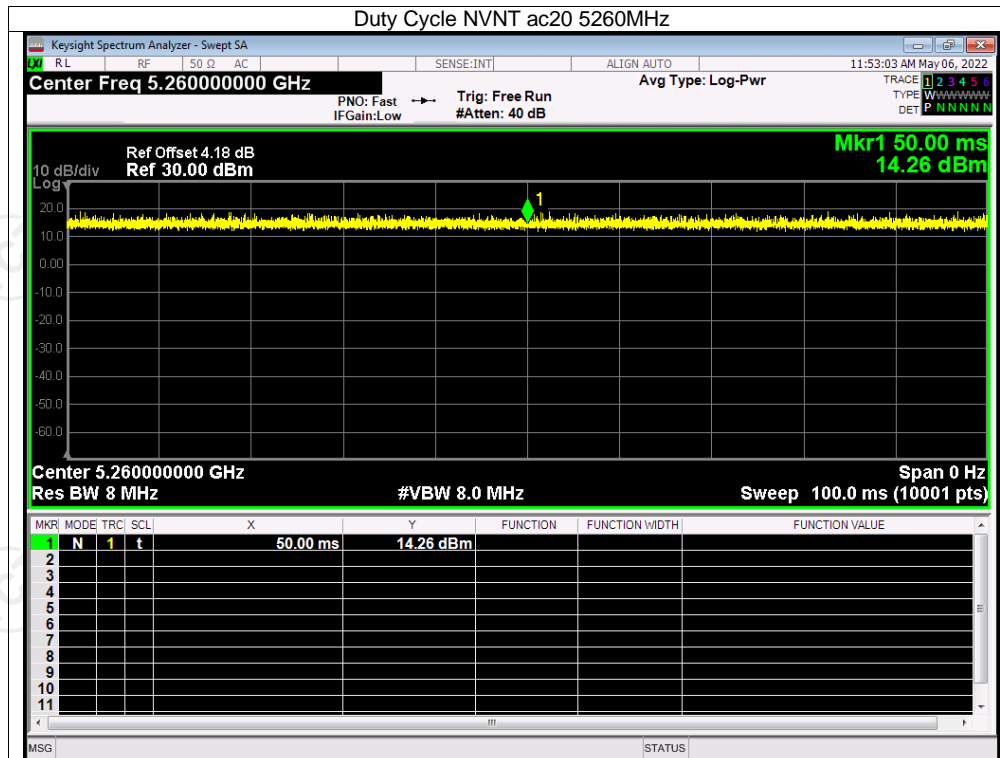 Duty Cycle NVNT ac20 5260MHz
Keysight Spectrum Analyzer - Swept SA
LXI RL RF 50 Ω AC SENSE:INT ALIGN AUTO 11:53:03 AM May 06, 2022
Center Freq 5.260000000 GHz Avg Type: Log-Pwr TRACE 1 2 3 4 5 6
PNO: Fast Trig: Free Run TYPE WWWWWW
IFGain:Low #Atten: 40 dB DET P N N N N N
Mkr1 50.00 ms
Ref Offset 4.18 dB
10 dB/div Ref 30.00 dBm 14.26 dBm
Log
1
20.0
10.0
0.00
-10.0
-20.0
-30.0
-40.0
-50.0
-60.0
Center 5.260000000 GHz Span 0 Hz
Res BW 8 MHz #VBW 8.0 MHz Sweep 100.0 ms (10001 pts)
MKR MODE TRC SCL X Y FUNCTION FUNCTION WIDTH FUNCTION VALUE
1 N 1 t 50.00 ms 14.26 dBm
2
3
4
5
6
7
8
9
10
11
MSG STATUS